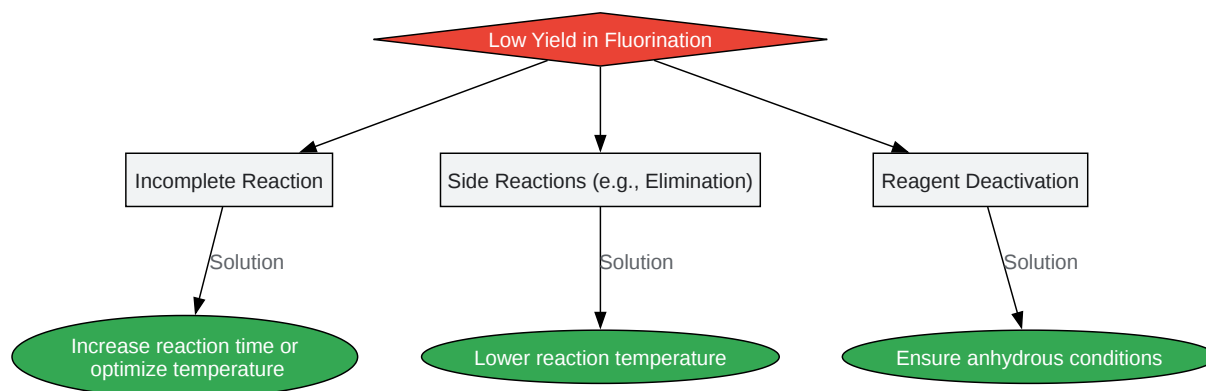 Low Yield in Fluorination
Incomplete Reaction
Side Reactions (e.g., Elimination)
Reagent Deactivation
Solution
Solution
Solution
Increase reaction time or
optimize temperature
Lower reaction temperature
Ensure anhydrous conditions